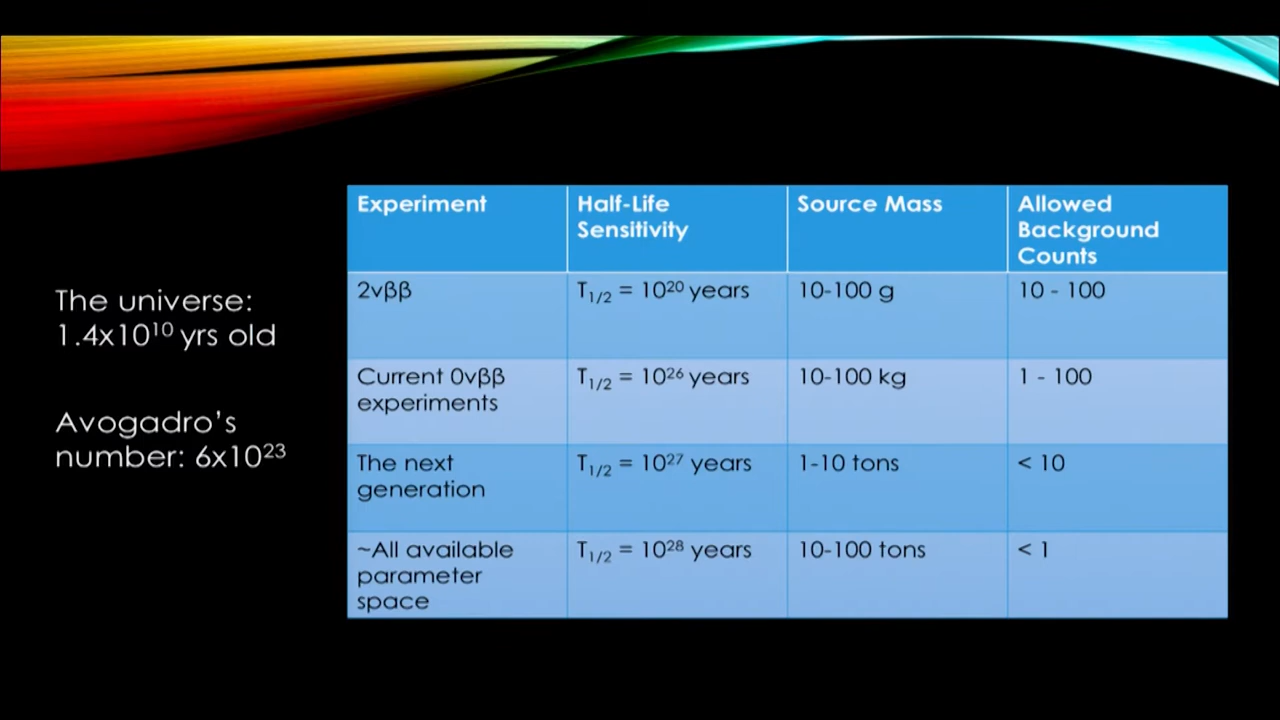 The universe:
1.4x10¹⁰ yrs old
Avogadro’s
number: 6x10²³
Experiment
Half-Life
Sensitivity
Source Mass
Allowed
Background
Counts
2νββ
T₁/₂ = 10²⁰ years
10-100 g
10 - 100
Current 0νββ
experiments
T₁/₂ = 10²⁶ years
10-100 kg
1 - 100
The next
generation
T₁/₂ = 10²⁷ years
1-10 tons
< 10
~All available
parameter
space
T₁/₂ = 10²⁸ years
10-100 tons
< 1